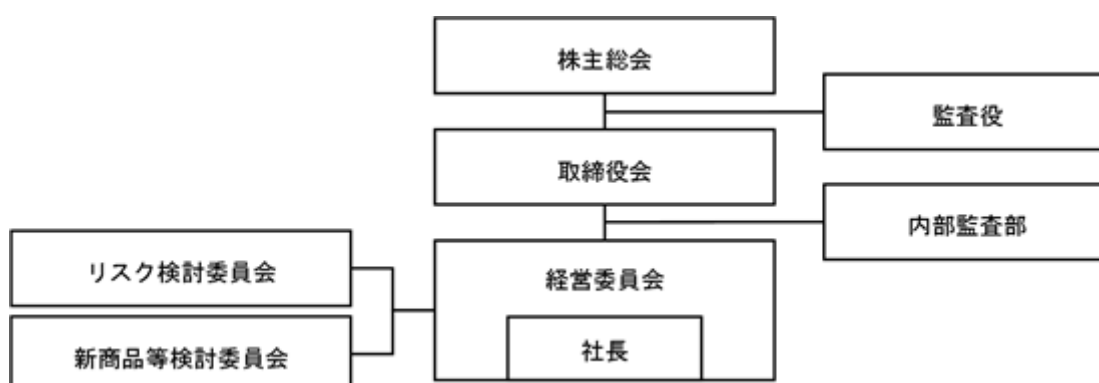 株主総会
監査役
取締役会
内部監査部
リスク検討委員会
経営委員会
新商品等検討委員会
社長